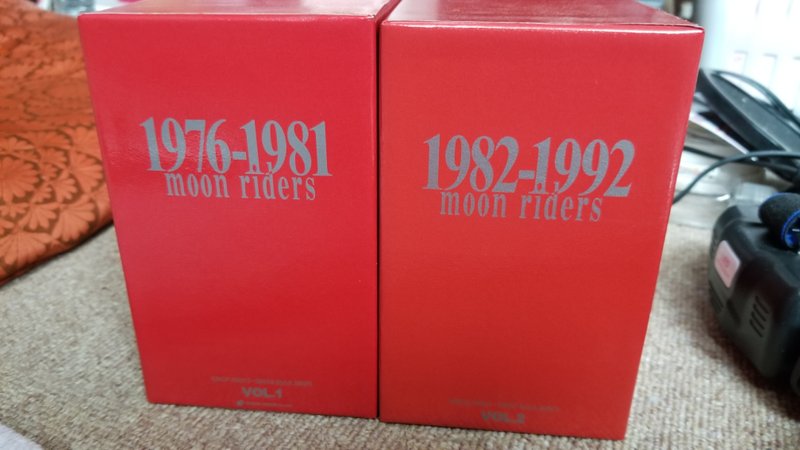 1976-1981
moon riders
VOL.1
1982-1992
moon riders
VOL.2